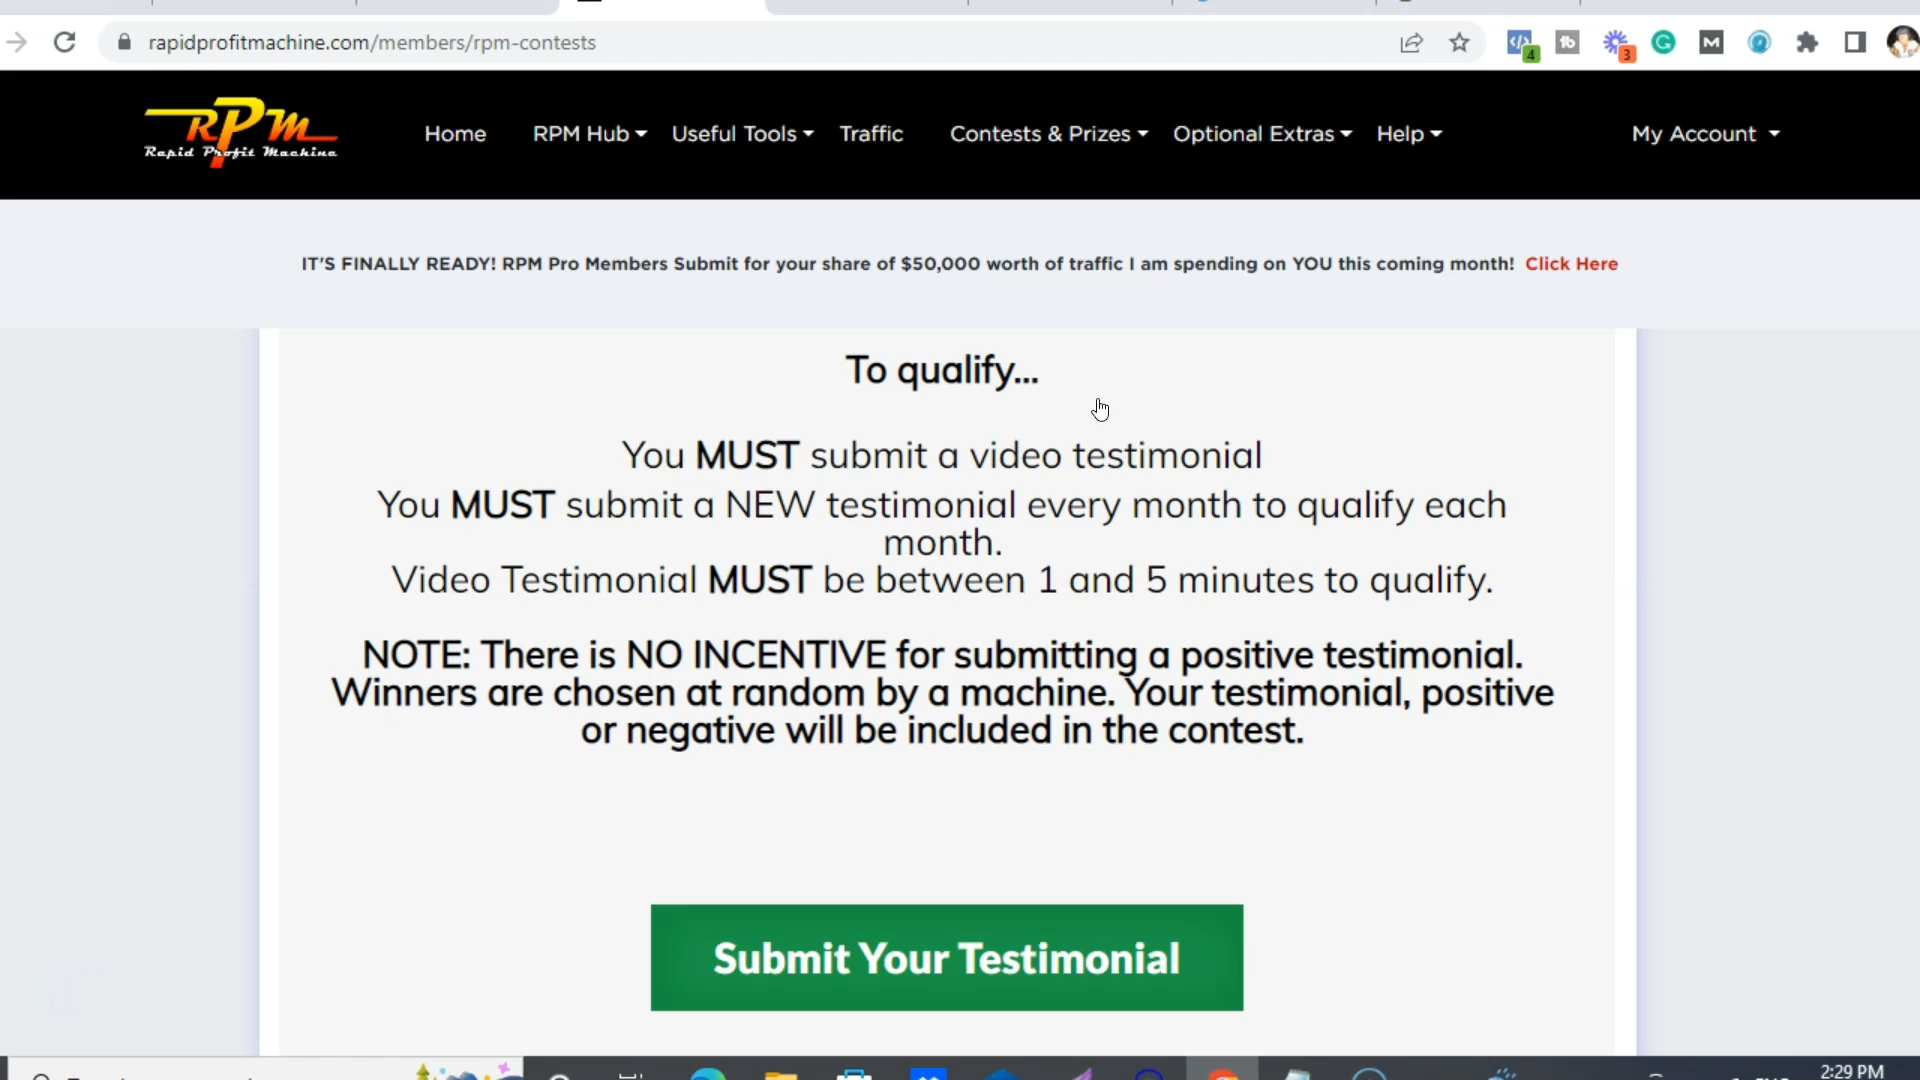 rapidprofitmachine.com/members/rpm-contests
4
3
RPM
Rapid Profit Machine
Home
RPM Hub
Useful Tools
Traffic
Contests & Prizes
Optional Extras
Help
My Account
IT'S FINALLY READY! RPM Pro Members Submit for your share of $50,000 worth of traffic I am spending on YOU this coming month! Click Here
To qualify...
You MUST submit a video testimonial
You MUST submit a NEW testimonial every month to qualify each
month.
Video Testimonial MUST be between 1 and 5 minutes to qualify.
NOTE: There is NO INCENTIVE for submitting a positive testimonial.
Winners are chosen at random by a machine. Your testimonial, positive
or negative will be included in the contest.
Submit Your Testimonial
2:29 PM